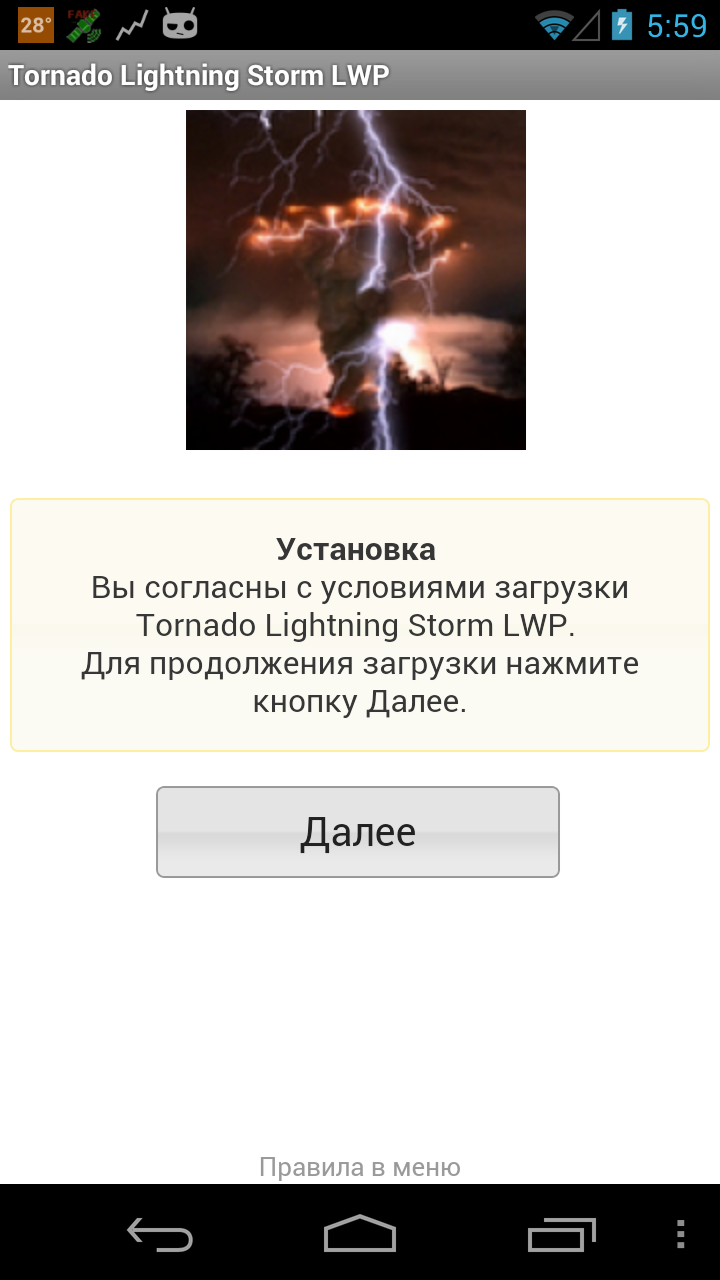 28°
FAKE
5:59
Tornado Lightning Storm LWP
Установка
Вы согласны с условиями загрузки
Tornado Lightning Storm LWP.
Для продолжения загрузки нажмите
кнопку Далее.
Далее
Правила в меню